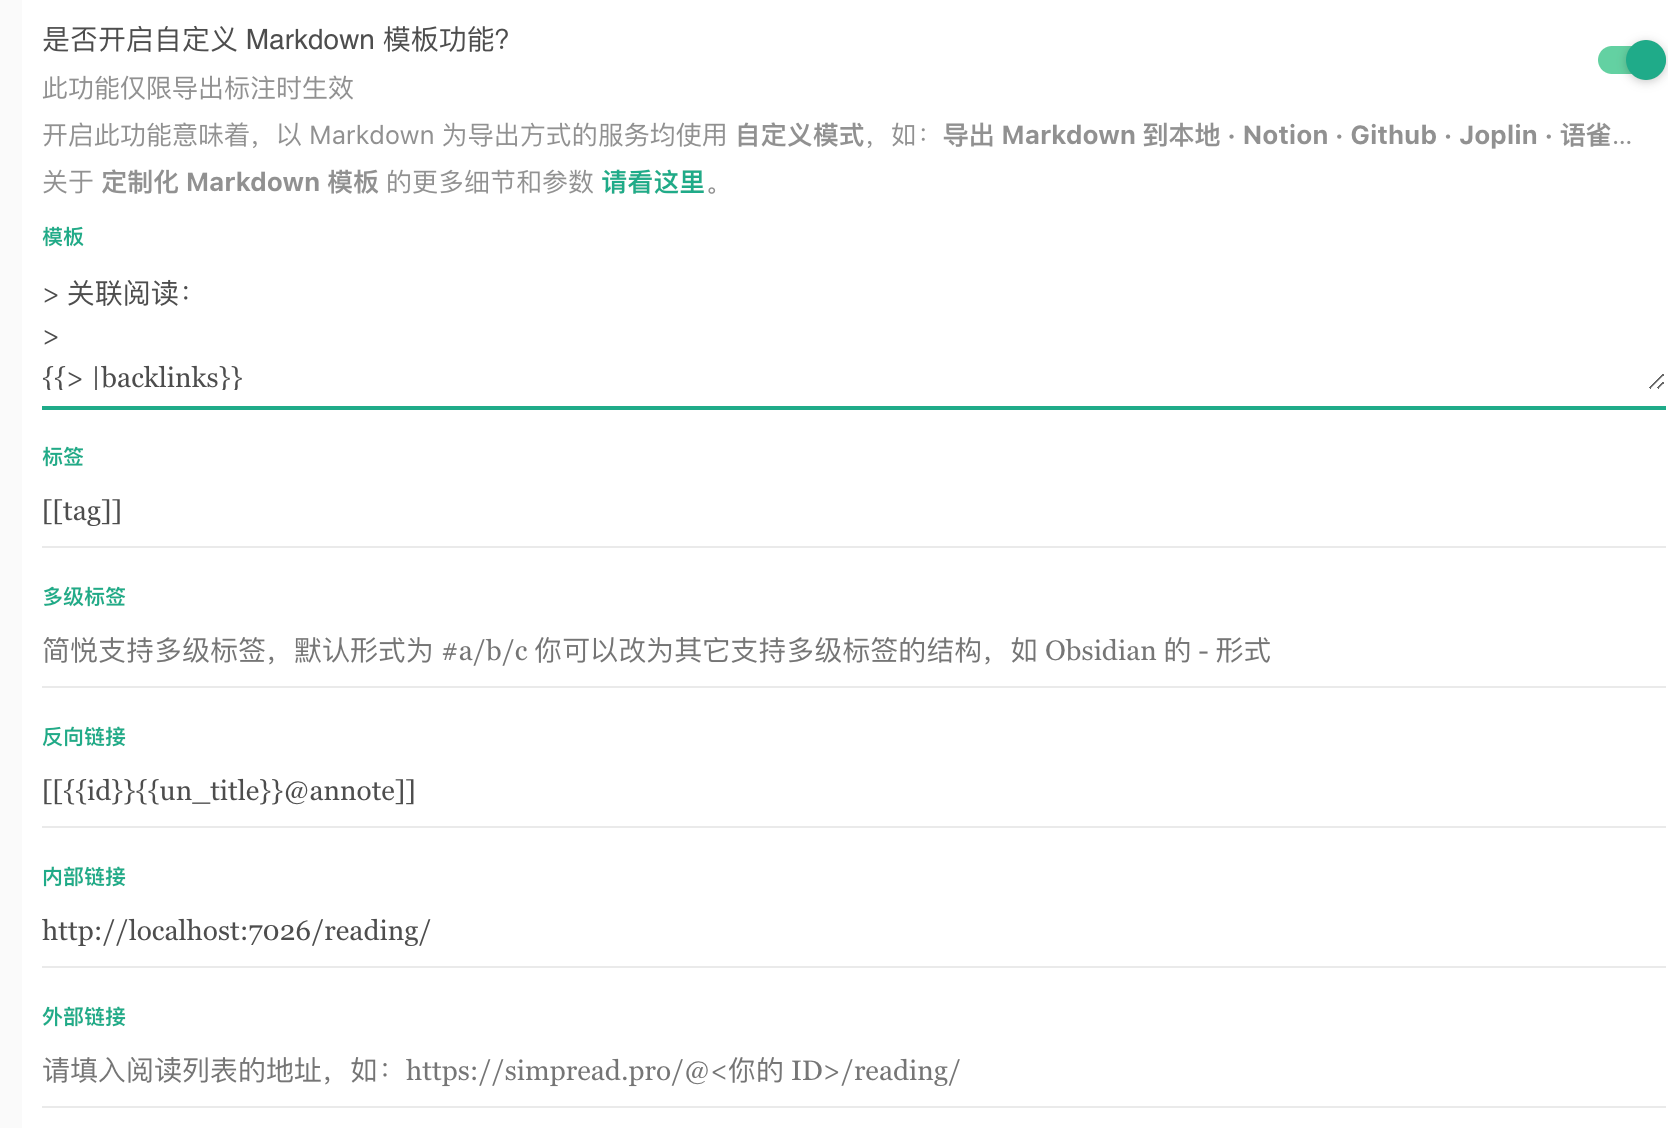 是否开启自定义 Markdown 模板功能?
此功能仅限导出标注时生效
开启此功能意味着，以 Markdown 为导出方式的服务均使用 自定义模式，如：导出 Markdown 到本地 · Notion · Github · Joplin · 语雀...
关于 定制化 Markdown 模板 的更多细节和参数 请看这里。
模板
> 关联阅读：
>
{{> |backlinks}}
标签
[[tag]]
多级标签
简悦支持多级标签，默认形式为 #a/b/c 你可以改为其它支持多级标签的结构，如 Obsidian 的 - 形式
反向链接
[[{{id}}{{un_title}}@annote]]
内部链接
http://localhost:7026/reading/
外部链接
请填入阅读列表的地址，如：https://simpread.pro/@<你的 ID>/reading/